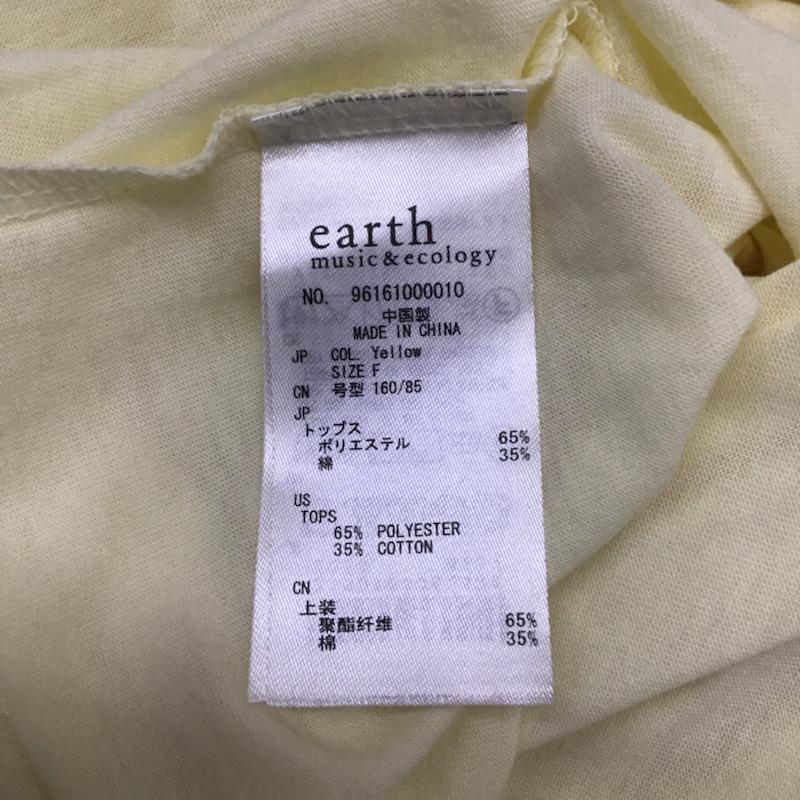 earth
music&ecology
NO. 96161000010
中国製
MADE IN CHINA
JP COL. Yellow
SIZE F
CN 号型 160/85
JP
トップス
ポリエステル 65%
綿 35%
US
TOPS
65% POLYESTER
35% COTTON
CN
上装
聚酯纤维 65%
棉 35%